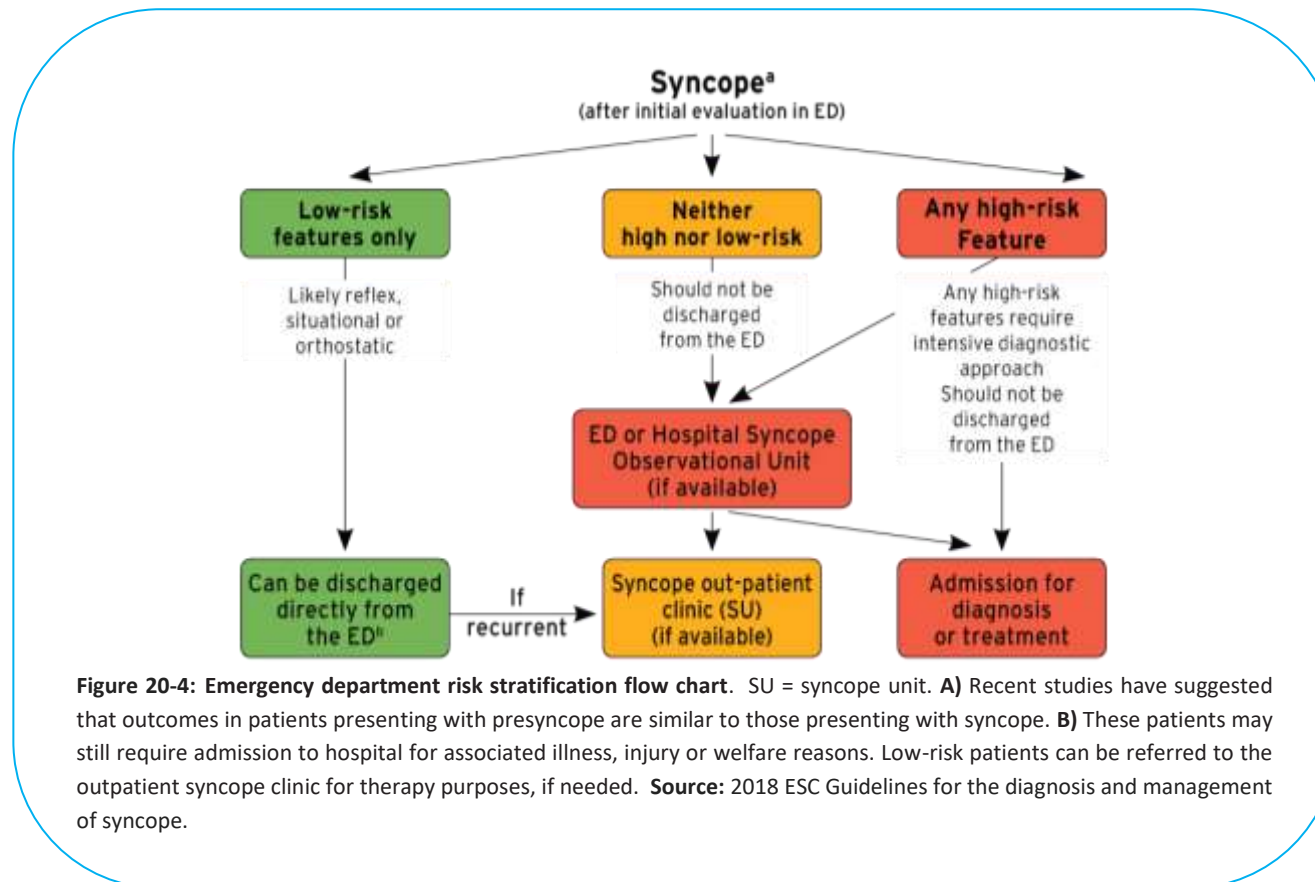 Syncopeᵃ
(after initial evaluation in ED)
Low-risk
features only
Neither
high nor low-risk
Any high-risk
Feature
Likely reflex,
situational or
orthostatic
Should not be
discharged
from the ED
Any high-risk
features require
intensive diagnostic
approach
Should not be
discharged
from the ED
ED or Hospital Syncope
Observational Unit
(if available)
Can be discharged
directly from
the EDᵇ
If
recurrent
Syncope out-patient
clinic (SU)
(if available)
Admission for
diagnosis
or treatment
Figure 20-4: Emergency department risk stratification flow chart. SU = syncope unit. A) Recent studies have suggested
that outcomes in patients presenting with presyncope are similar to those presenting with syncope. B) These patients may
still require admission to hospital for associated illness, injury or welfare reasons. Low-risk patients can be referred to the
outpatient syncope clinic for therapy purposes, if needed. Source: 2018 ESC Guidelines for the diagnosis and management
of syncope.